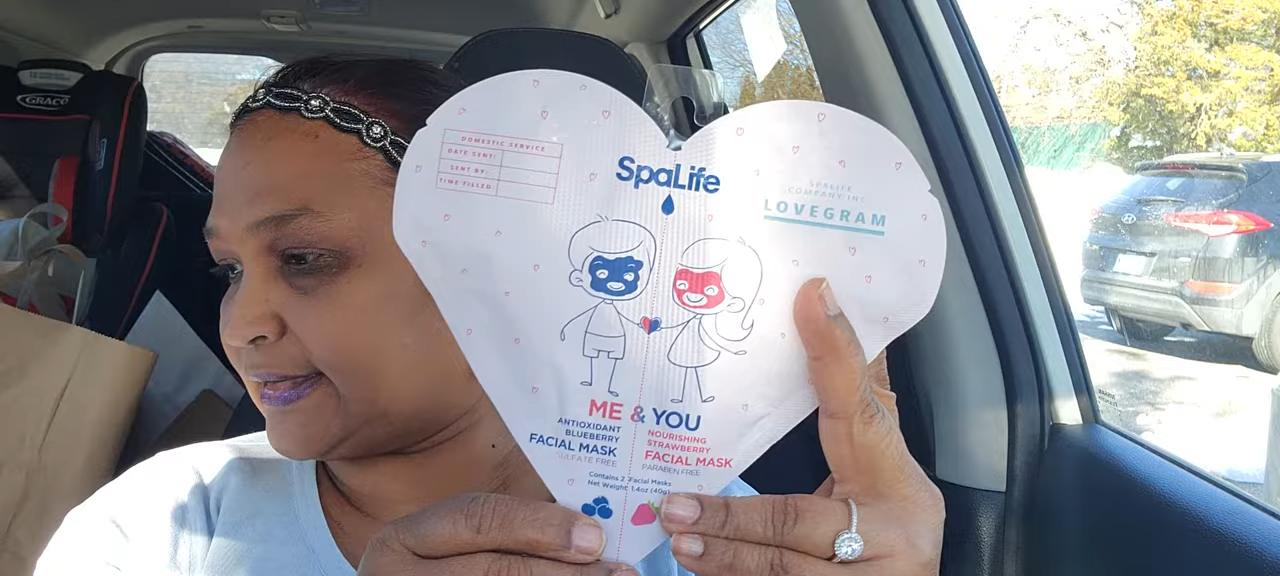 GRACO
DOMESTIC SERVICE
DATE SENT:
SENT BY:
TIME FILLED:
SpaLife
SPALIFE
COMPANY INC
LOVEGRAM
ME & YOU
ANTIOXIDANT
BLUEBERRY
FACIAL MASK
SULFATE FREE
NOURISHING
STRAWBERRY
FACIAL MASK
PARABEN FREE
Contains 2 Facial Masks
Net Weight 1.4oz (40g)